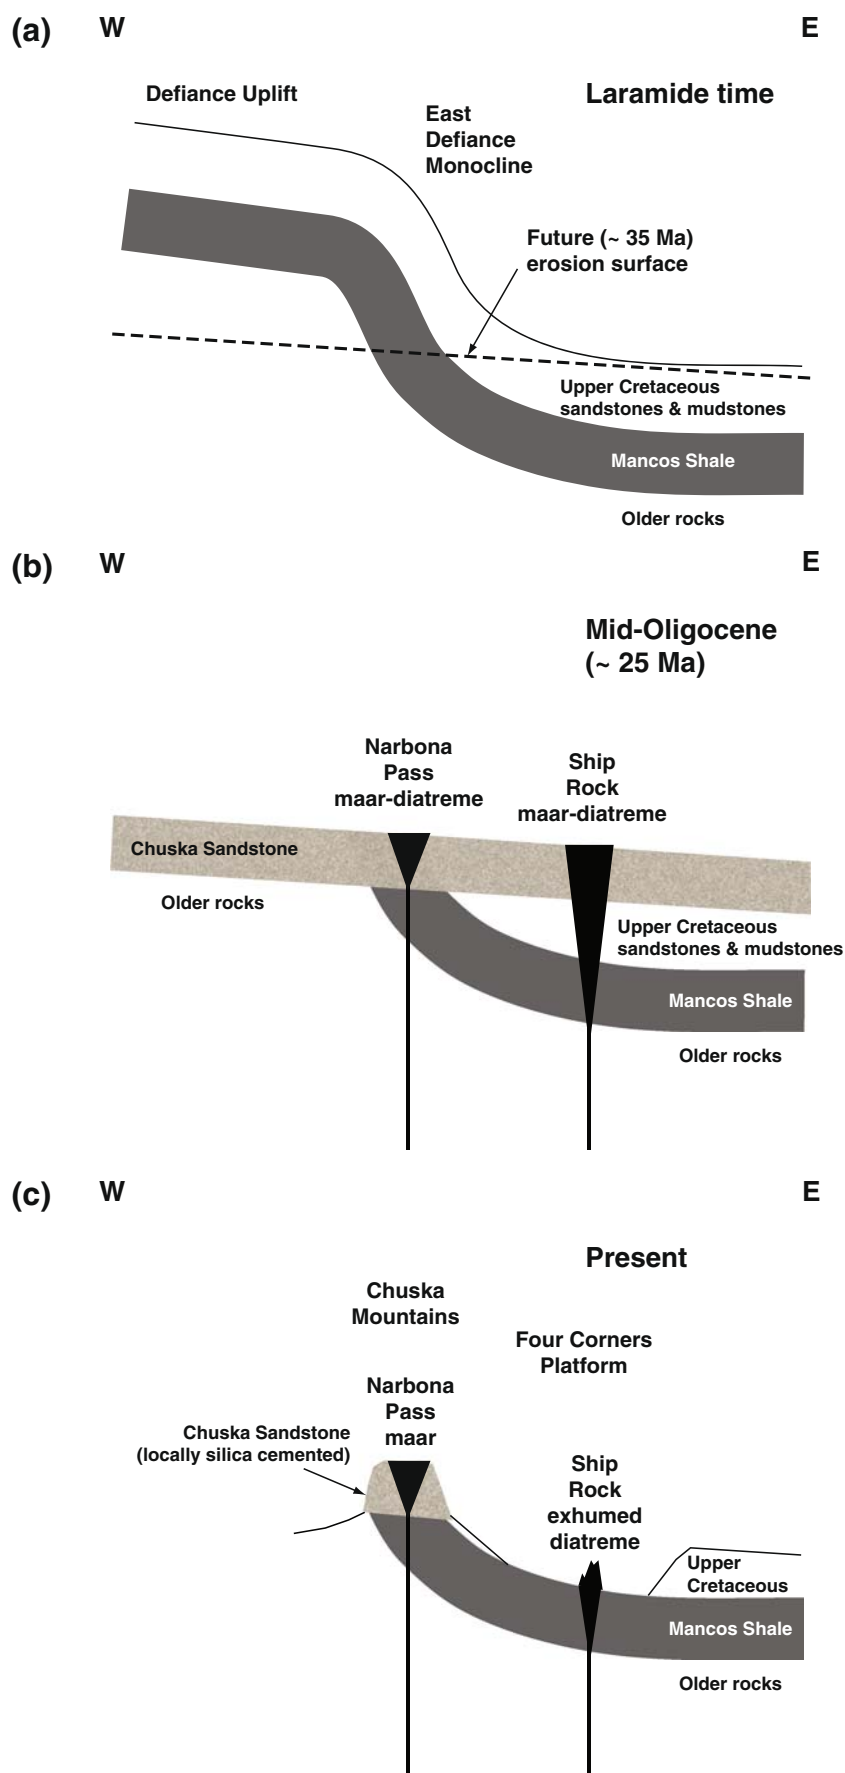 (a) W E
Defiance Uplift
Laramide time
East
Defiance
Monocline
Future (~ 35 Ma)
erosion surface
Upper Cretaceous
sandstones & mudstones
Mancos Shale
Older rocks
(b) W E
Mid-Oligocene
(~ 25 Ma)
Narbona
Pass
maar-diatreme
Ship
Rock
maar-diatreme
Chuska Sandstone
Older rocks
Upper Cretaceous
sandstones & mudstones
Mancos Shale
Older rocks
(c) W E
Present
Chuska
Mountains
Four Corners
Platform
Narbona
Pass
maar
Chuska Sandstone
(locally silica cemented)
Ship
Rock
exhumed
diatreme
Upper
Cretaceous
Mancos Shale
Older rocks